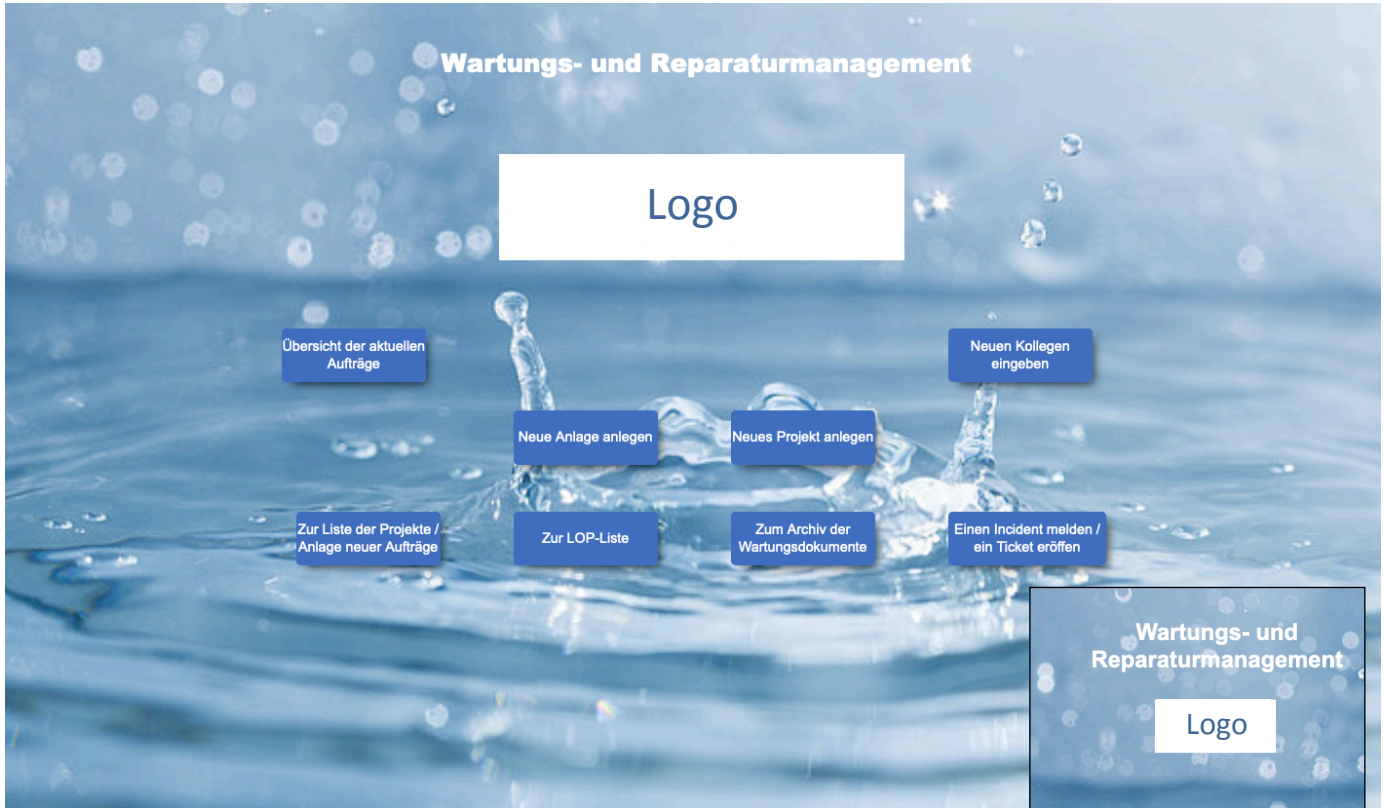 Wartungs- und Reparaturmanagement
Logo
Übersicht der aktuellen
Aufträge
Neuen Kollegen
eingeben
Neue Anlage anlegen
Neues Projekt anlegen
Zur Liste der Projekte /
Anlage neuer Aufträge
Zur LOP-Liste
Zum Archiv der
Wartungsdokumente
Einen Incident melden /
ein Ticket eröffen
Wartungs- und
Reparaturmanagement
Logo